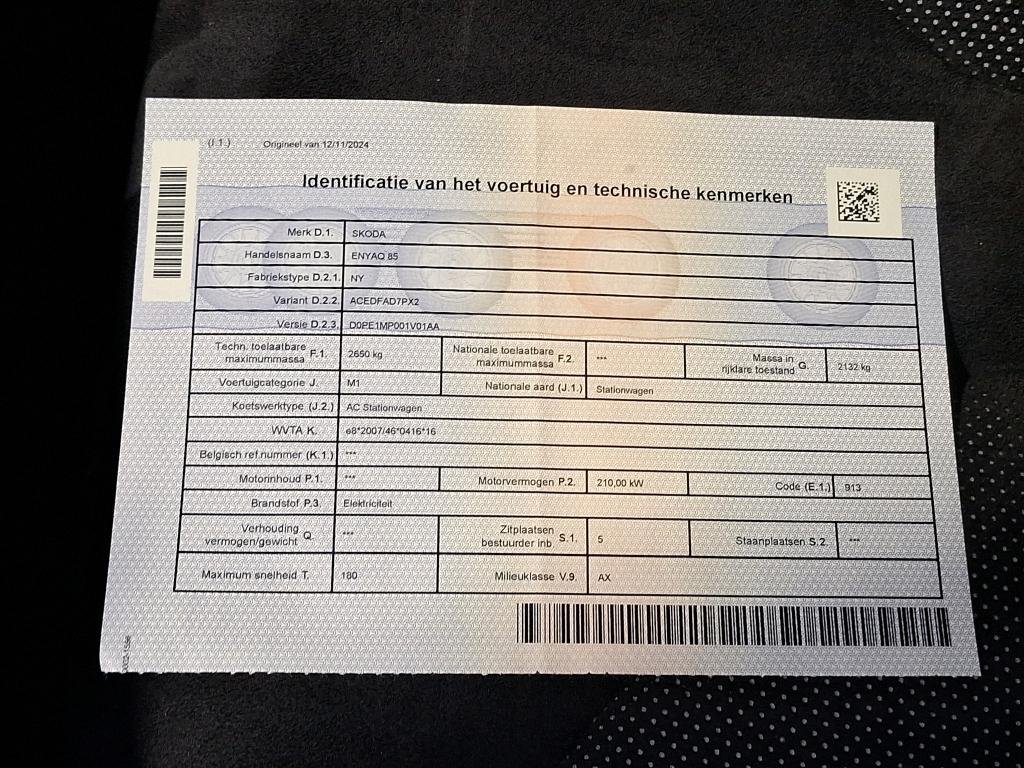 (I.1.) Origineel van 12/11/2024
Identificatie van het voertuig en technische kenmerken
Merk D.1. SKODA
Handelsnaam D.3. ENYAQ 85
Fabriekstype D.2.1. NY
Variant D.2.2. ACEDFAD7PX2
Versie D.2.3. D0PE1MP001V01AA
Techn. toelaatbare maximummassa F.1. 2650 kg Nationale toelaatbare maximummassa F.2. *** Massa in rijklare toestand G. 2132 kg
Voertuigcategorie J. M1 Nationale aard (J.1.) Stationwagen
Koetswerktype (J.2.) AC Stationwagen
WVTA K. e8*2007/46*0416*16
Belgisch ref.nummer (K.1.) ***
Motorinhoud P.1. *** Motorvermogen P.2. 210,00 kW Code (E.1.) 913
Brandstof P.3. Elektriciteit
Verhouding vermogen/gewicht Q. *** Zitplaatsen bestuurder inb. S.1. 5 Staanplaatsen S.2. ***
Maximum snelheid T. 180 Milieuklasse V.9. AX